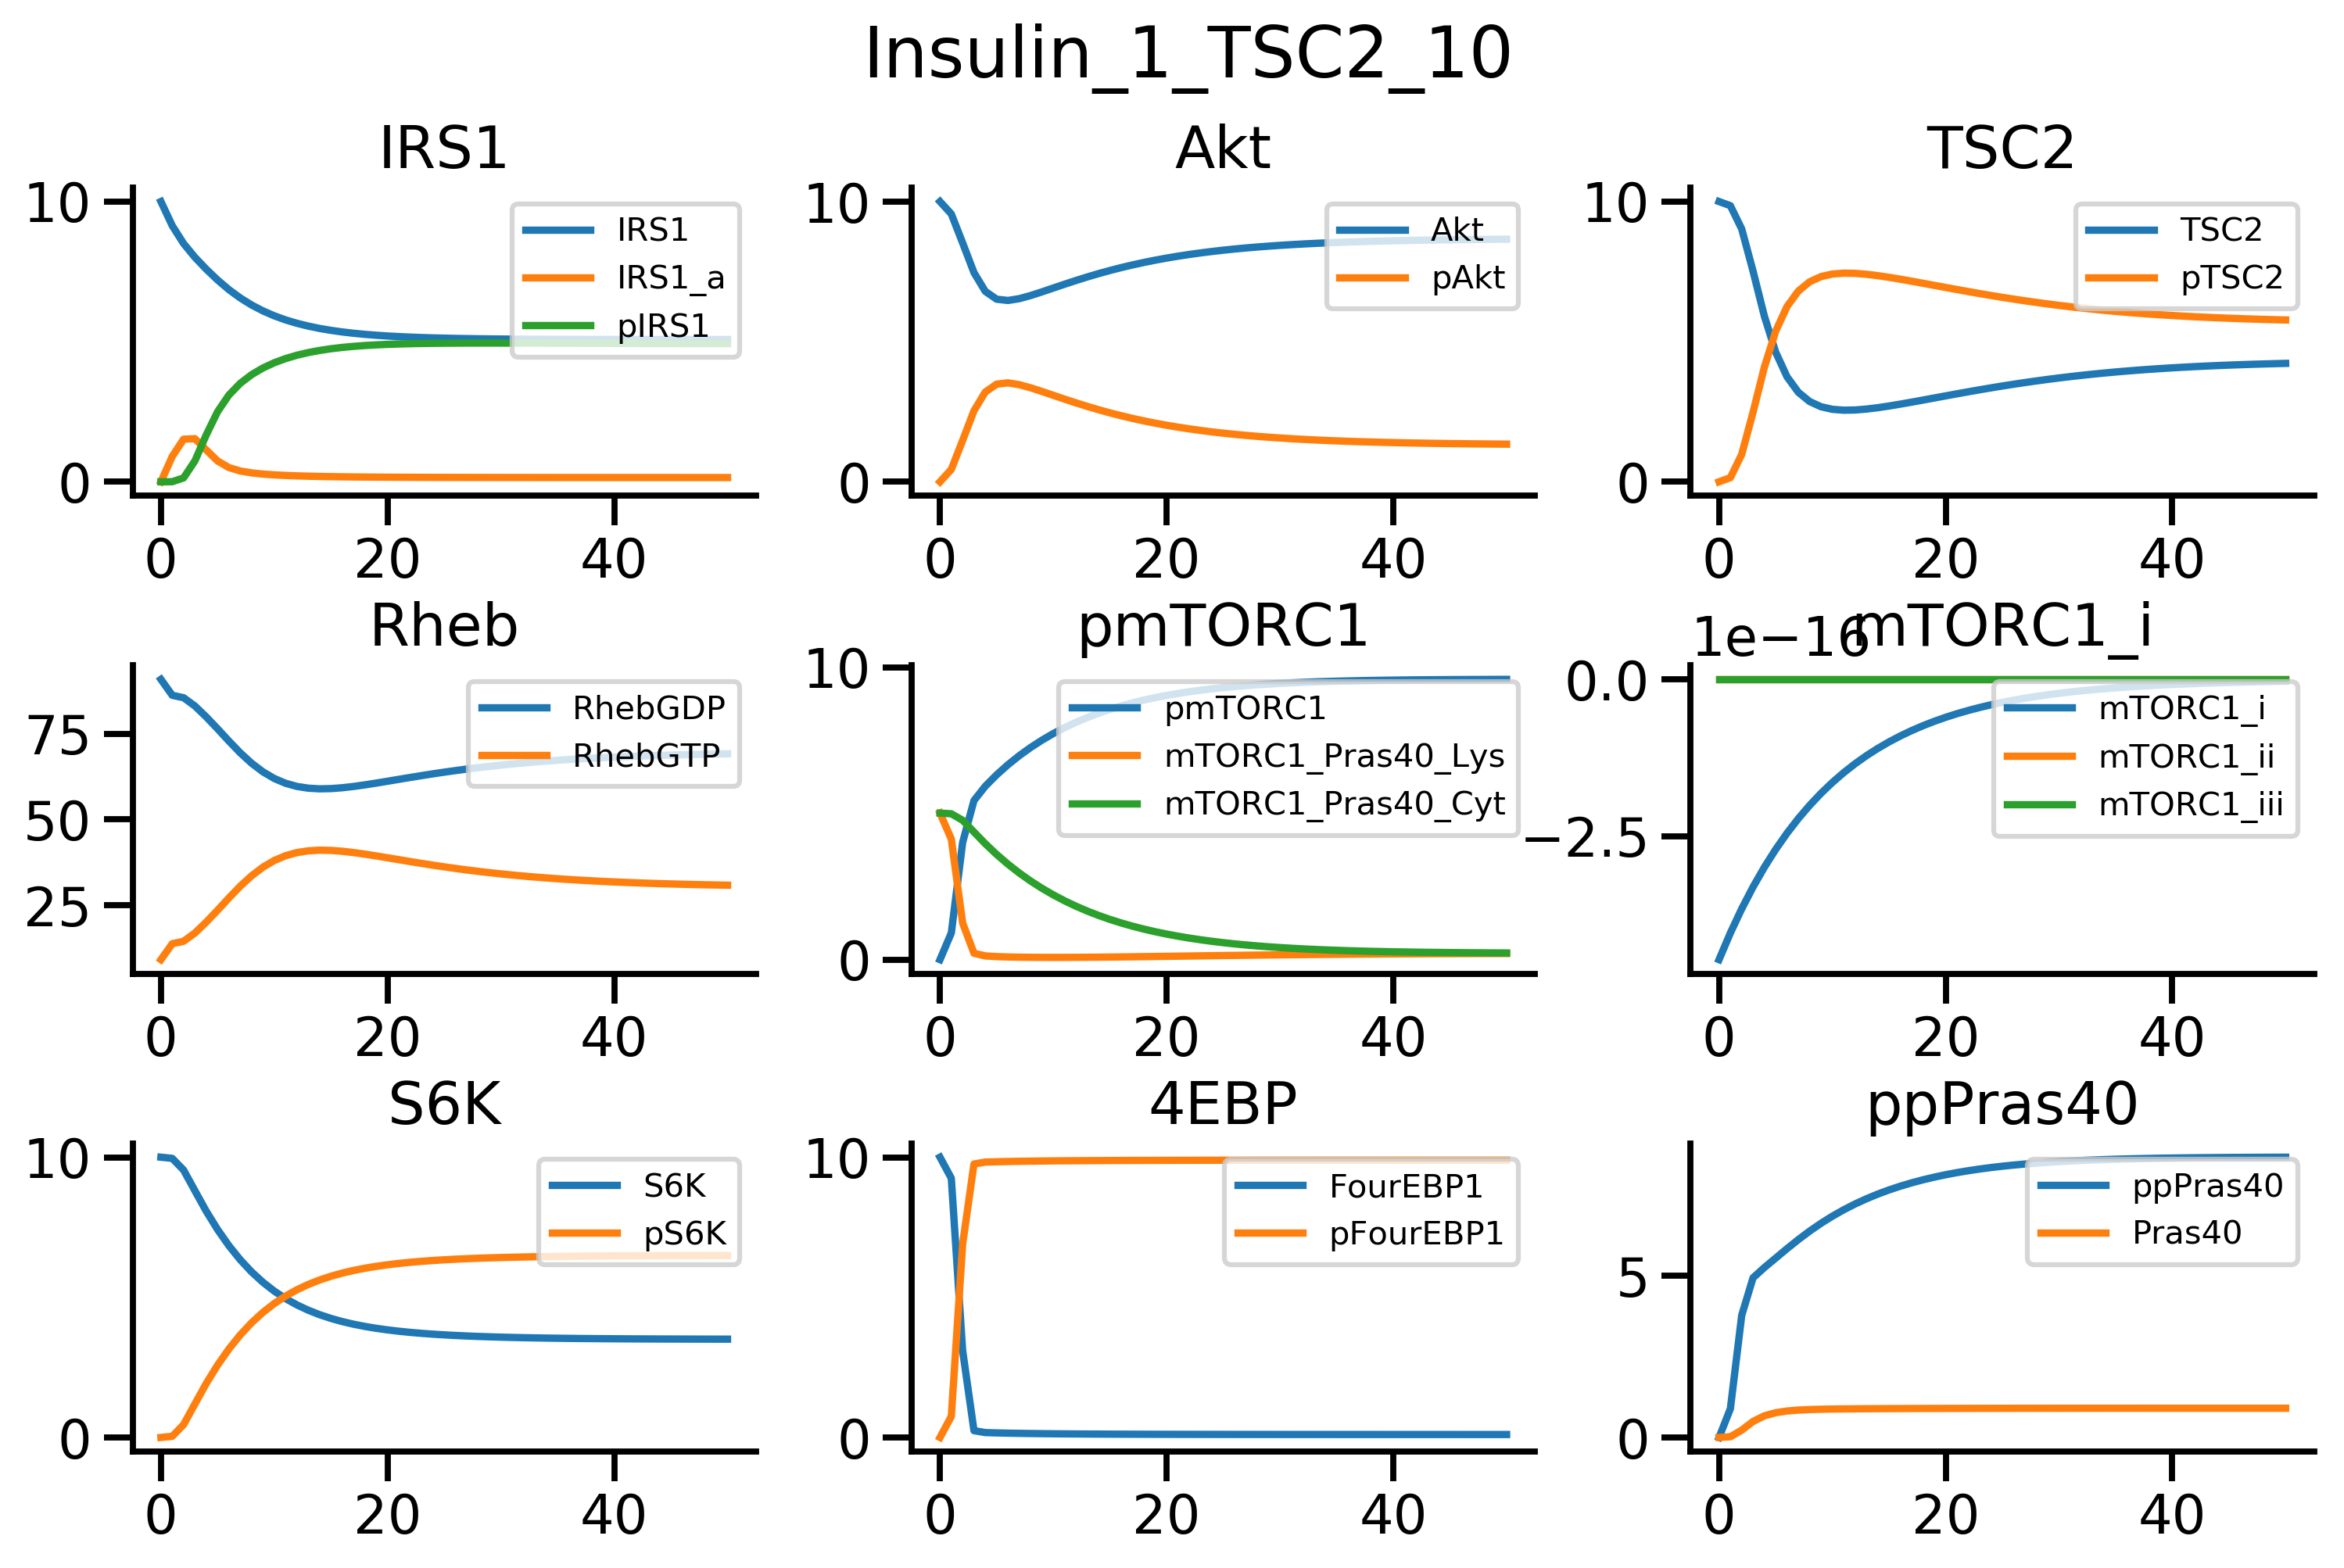 Insulin_1_TSC2_10
IRS1
10
0
0 20 40
IRS1
IRS1_a
pIRS1
Akt
10
0
0 20 40
Akt
pAkt
TSC2
10
0
0 20 40
TSC2
pTSC2
Rheb
75
50
25
0 20 40
RhebGDP
RhebGTP
pmTORC1
10
0
0 20 40
pmTORC1
mTORC1_Pras40_Lys
mTORC1_Pras40_Cyt
mTORC1_i
1e−16
0.0
−2.5
0 20 40
mTORC1_i
mTORC1_ii
mTORC1_iii
S6K
10
0
0 20 40
S6K
pS6K
4EBP
10
0
0 20 40
FourEBP1
pFourEBP1
ppPras40
5
0
0 20 40
ppPras40
Pras40